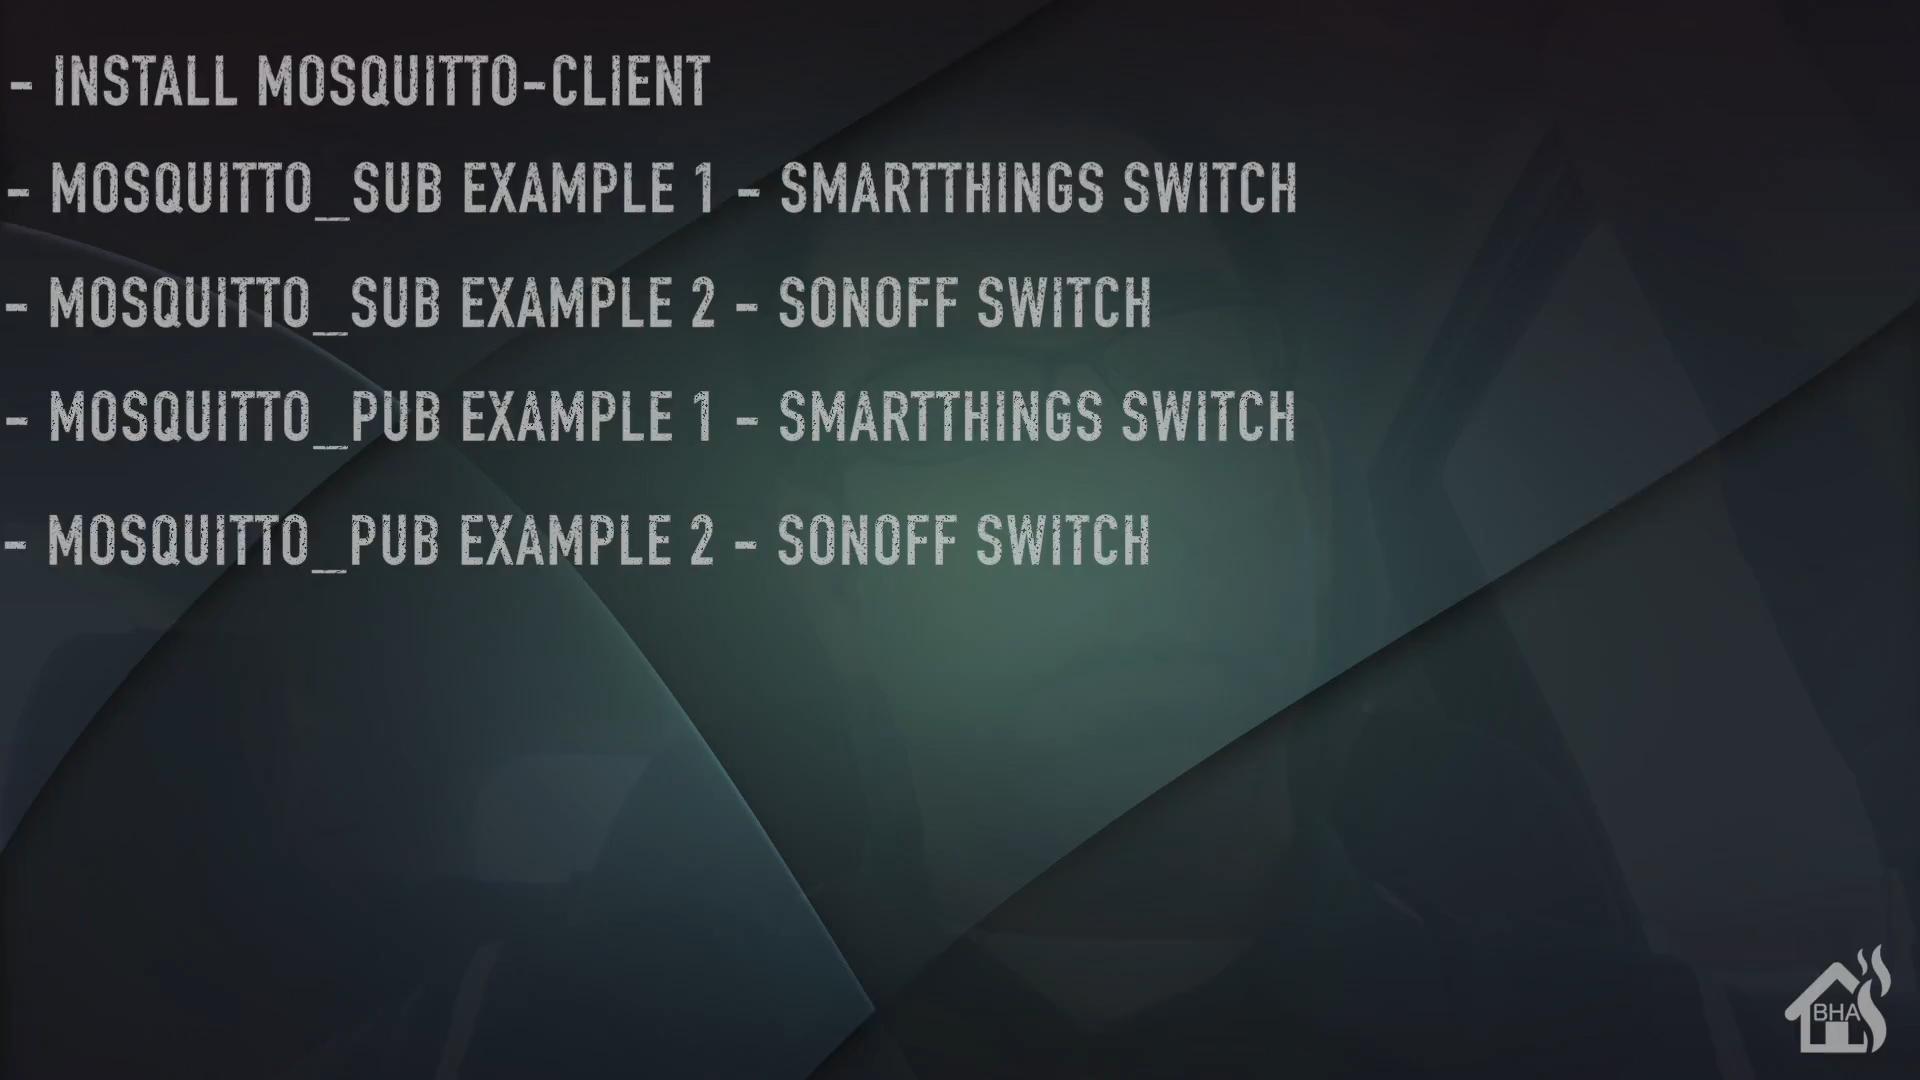 - INSTALL MOSQUITTO-CLIENT
- MOSQUITTO_SUB EXAMPLE 1 - SMARTTHINGS SWITCH
- MOSQUITTO_SUB EXAMPLE 2 - SONOFF SWITCH
- MOSQUITTO_PUB EXAMPLE 1 - SMARTTHINGS SWITCH
- MOSQUITTO_PUB EXAMPLE 2 - SONOFF SWITCH
BHA